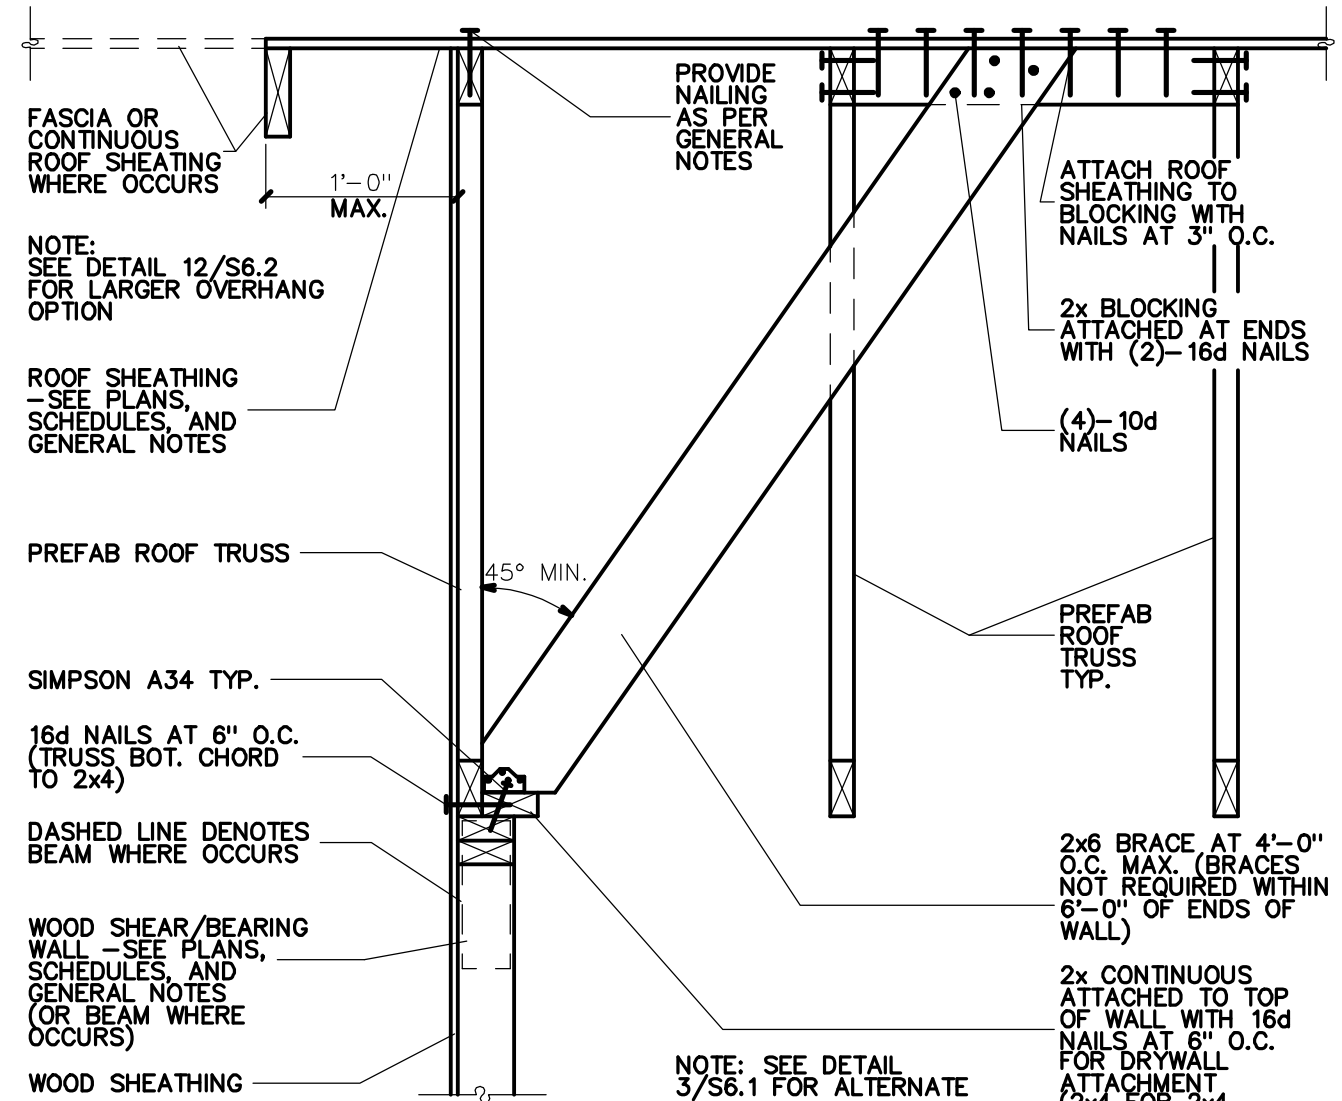 FASCIA OR
CONTINUOUS
ROOF SHEATING
WHERE OCCURS
1'-0"
MAX.
NOTE:
SEE DETAIL 12/S6.2
FOR LARGER OVERHANG
OPTION
ROOF SHEATHING
-SEE PLANS,
SCHEDULES, AND
GENERAL NOTES
PREFAB ROOF TRUSS
45° MIN.
SIMPSON A34 TYP.
16d NAILS AT 6" O.C.
(TRUSS BOT. CHORD
TO 2x4)
DASHED LINE DENOTES
BEAM WHERE OCCURS
WOOD SHEAR/BEARING
WALL -SEE PLANS,
SCHEDULES, AND
GENERAL NOTES
(OR BEAM WHERE
OCCURS)
WOOD SHEATHING
PROVIDE
NAILING
AS PER
GENERAL
NOTES
NOTE: SEE DETAIL
3/S6.1 FOR ALTERNATE
ATTACH ROOF
SHEATHING TO
BLOCKING WITH
NAILS AT 3" O.C.
2x BLOCKING
ATTACHED AT ENDS
WITH (2)-16d NAILS
(4)-10d
NAILS
PREFAB
ROOF
TRUSS
TYP.
2x6 BRACE AT 4'-0"
O.C. MAX. (BRACES
NOT REQUIRED WITHIN
6'-0" OF ENDS OF
WALL)
2x CONTINUOUS
ATTACHED TO TOP
OF WALL WITH 16d
NAILS AT 6" O.C.
FOR DRYWALL
ATTACHMENT
(2x4 FOR 2x4